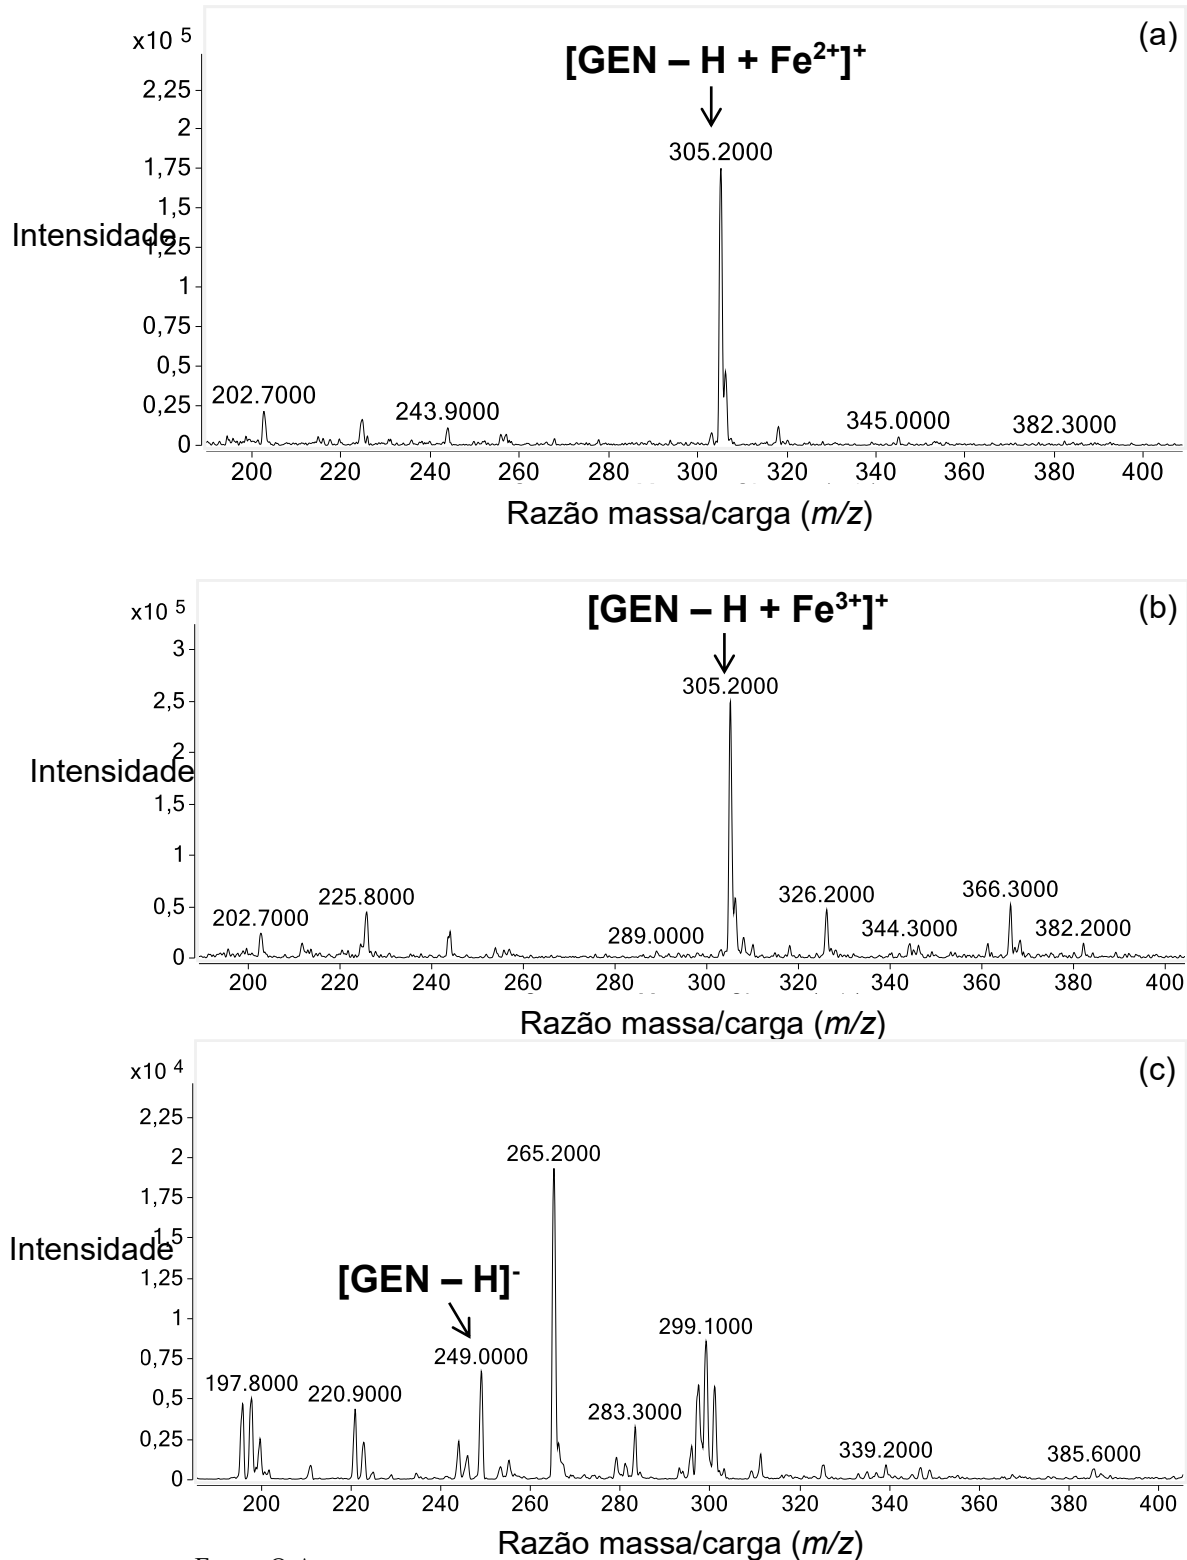 (a)
x10 5
[GEN – H + Fe2+]+
2,25
2
305.2000
1,75
1,5
Intensidade
1,25
1
0,75
0,5
202.7000
243.9000
345.0000
382.3000
0,25
0
200 220 240 260 280 300 320 340 360 380 400
Razão massa/carga (m/z)
(b)
x10 5
[GEN – H + Fe3+]+
3
305.2000
2,5
2
Intensidade
1,5
1
225.8000
326.2000
366.3000
0,5
202.7000
289.0000
344.3000
382.2000
0
200 220 240 260 280 300 320 340 360 380 400
Razão massa/carga (m/z)
(c)
x10 4
2,25
2
265.2000
1,75
1,5
Intensidade
1,25
[GEN – H]-
1
299.1000
0,75
249.0000
197.8000
220.9000
0,5
283.3000
0,25
339.2000
385.6000
0
200 220 240 260 280 300 320 340 360 380 400
Razão massa/carga (m/z)